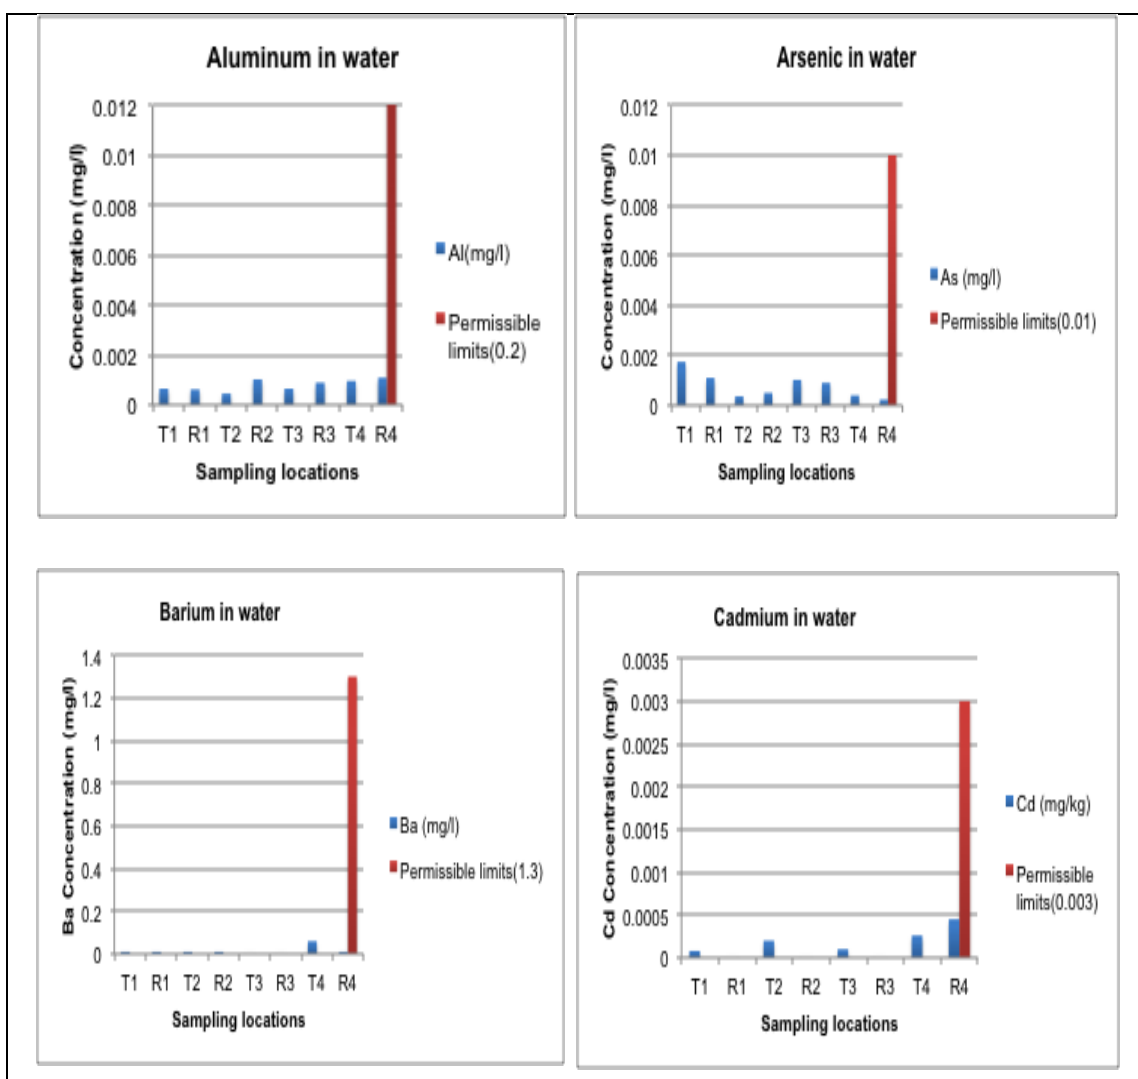 Aluminum in water
Concentration (mg/l)
0.012
0.01
0.008
0.006
0.004
0.002
0
T1 R1 T2 R2 T3 R3 T4 R4
Sampling locations
Al(mg/l)
Permissible
limits(0.2)
Arsenic in water
Concentration (mg/l)
0.012
0.01
0.008
0.006
0.004
0.002
0
T1 R1 T2 R2 T3 R3 T4 R4
Sampling locations
As (mg/l)
Permissible limits(0.01)
Barium in water
Ba Concentration (mg/l)
1.4
1.2
1
0.8
0.6
0.4
0.2
0
T1 R1 T2 R2 T3 R3 T4 R4
Sampling locations
Ba (mg/l)
Permissible limits(1.3)
Cadmium in water
Cd Concentration (mg/l)
0.0035
0.003
0.0025
0.002
0.0015
0.001
0.0005
0
T1 R1 T2 R2 T3 R3 T4 R4
Sampling locations
Cd (mg/kg)
Permissible
limits(0.003)